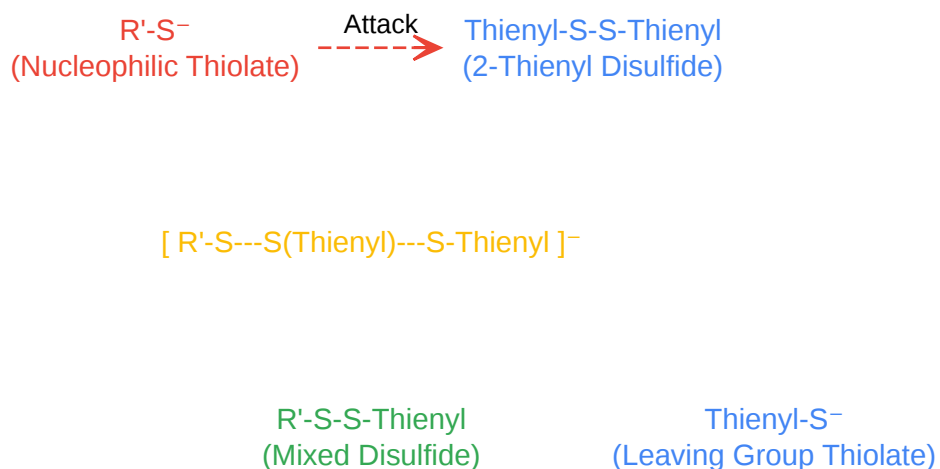 R'-S⁻
(Nucleophilic Thiolate)
Attack
Thienyl-S-S-Thienyl
(2-Thienyl Disulfide)
[ R'-S---S(Thienyl)---S-Thienyl ]⁻
R'-S-S-Thienyl
(Mixed Disulfide)
Thienyl-S⁻
(Leaving Group Thiolate)